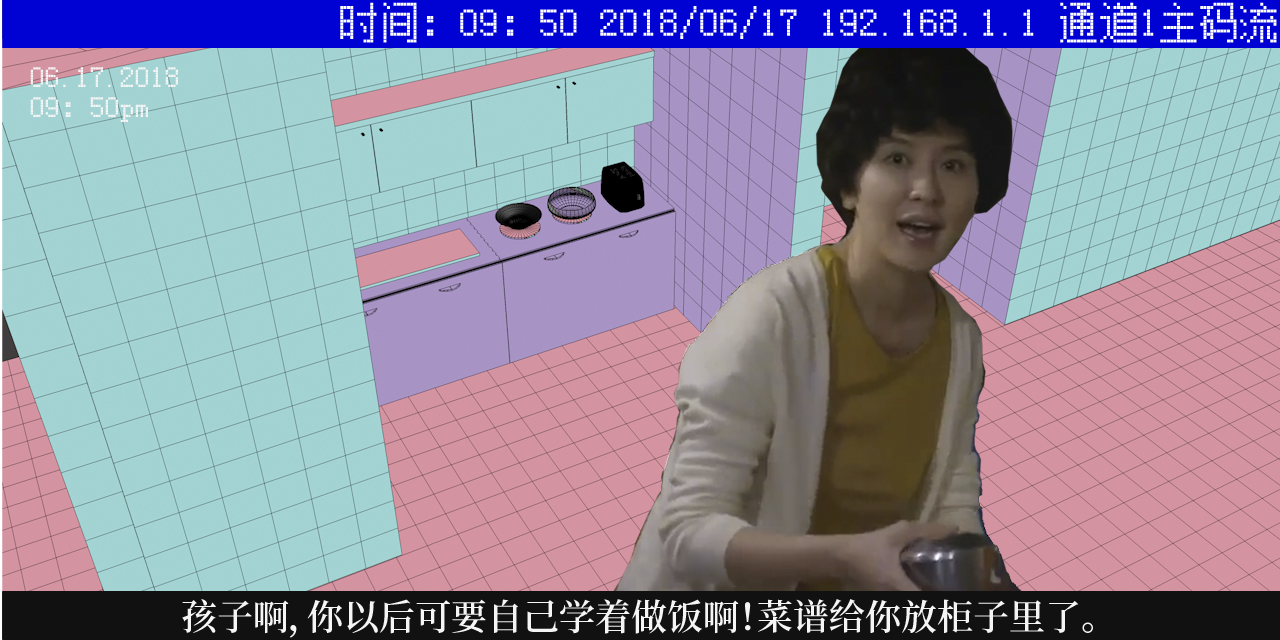 时间: 09: 50 2018/06/17 192.168.1.1 通道1主码流
06.17.2018
09: 50pm
孩子啊, 你以后可要自己学着做饭啊! 菜谱给你放柜子里了。